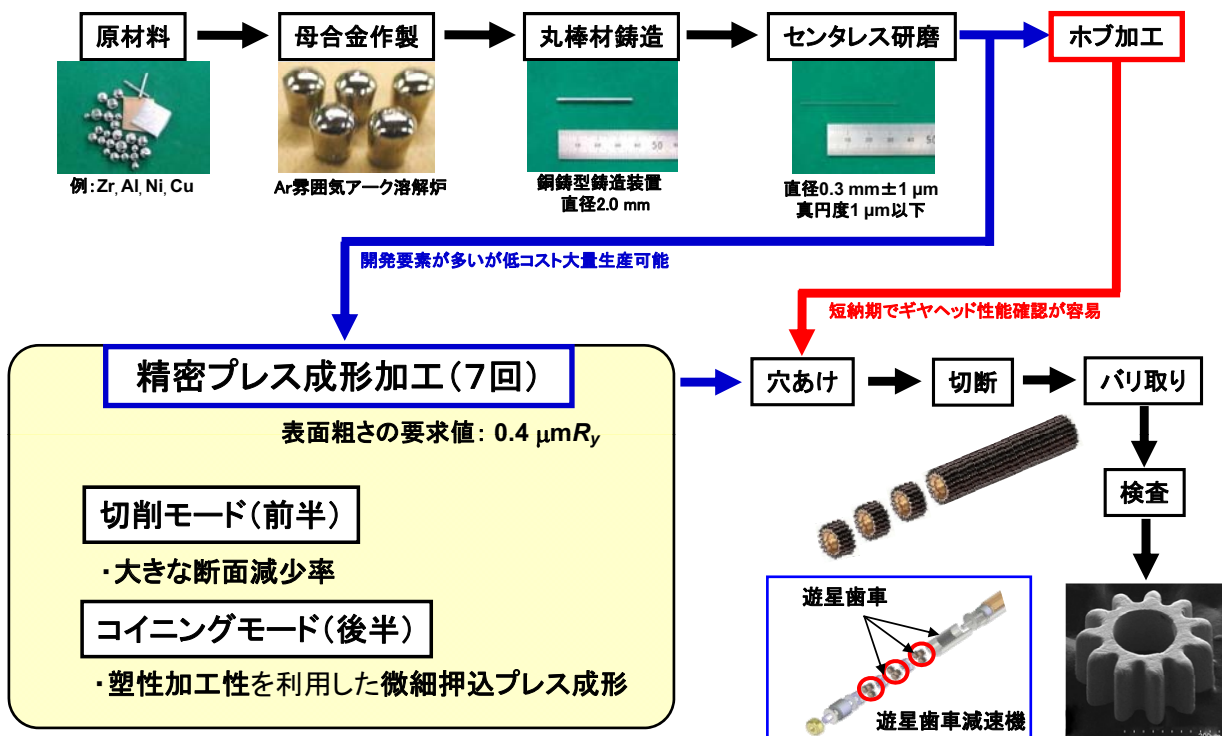 原材料
母合金作製
丸棒材鋳造
センタレス研磨
ホブ加工
例:Zr, Al, Ni, Cu
Ar雰囲気アーク溶解炉
銅鋳型鋳造装置
直径2.0 mm
直径0.3 mm±1 μm
真円度1 μm以下
開発要素が多いが低コスト大量生産可能
短納期でギヤヘッド性能確認が容易
精密プレス成形加工(7回)
表面粗さの要求値: 0.4 μmRy
切削モード(前半)
・大きな断面減少率
コイニングモード(後半)
・塑性加工性を利用した微細押込プレス成形
穴あけ
切断
バリ取り
検査
遊星歯車
遊星歯車減速機